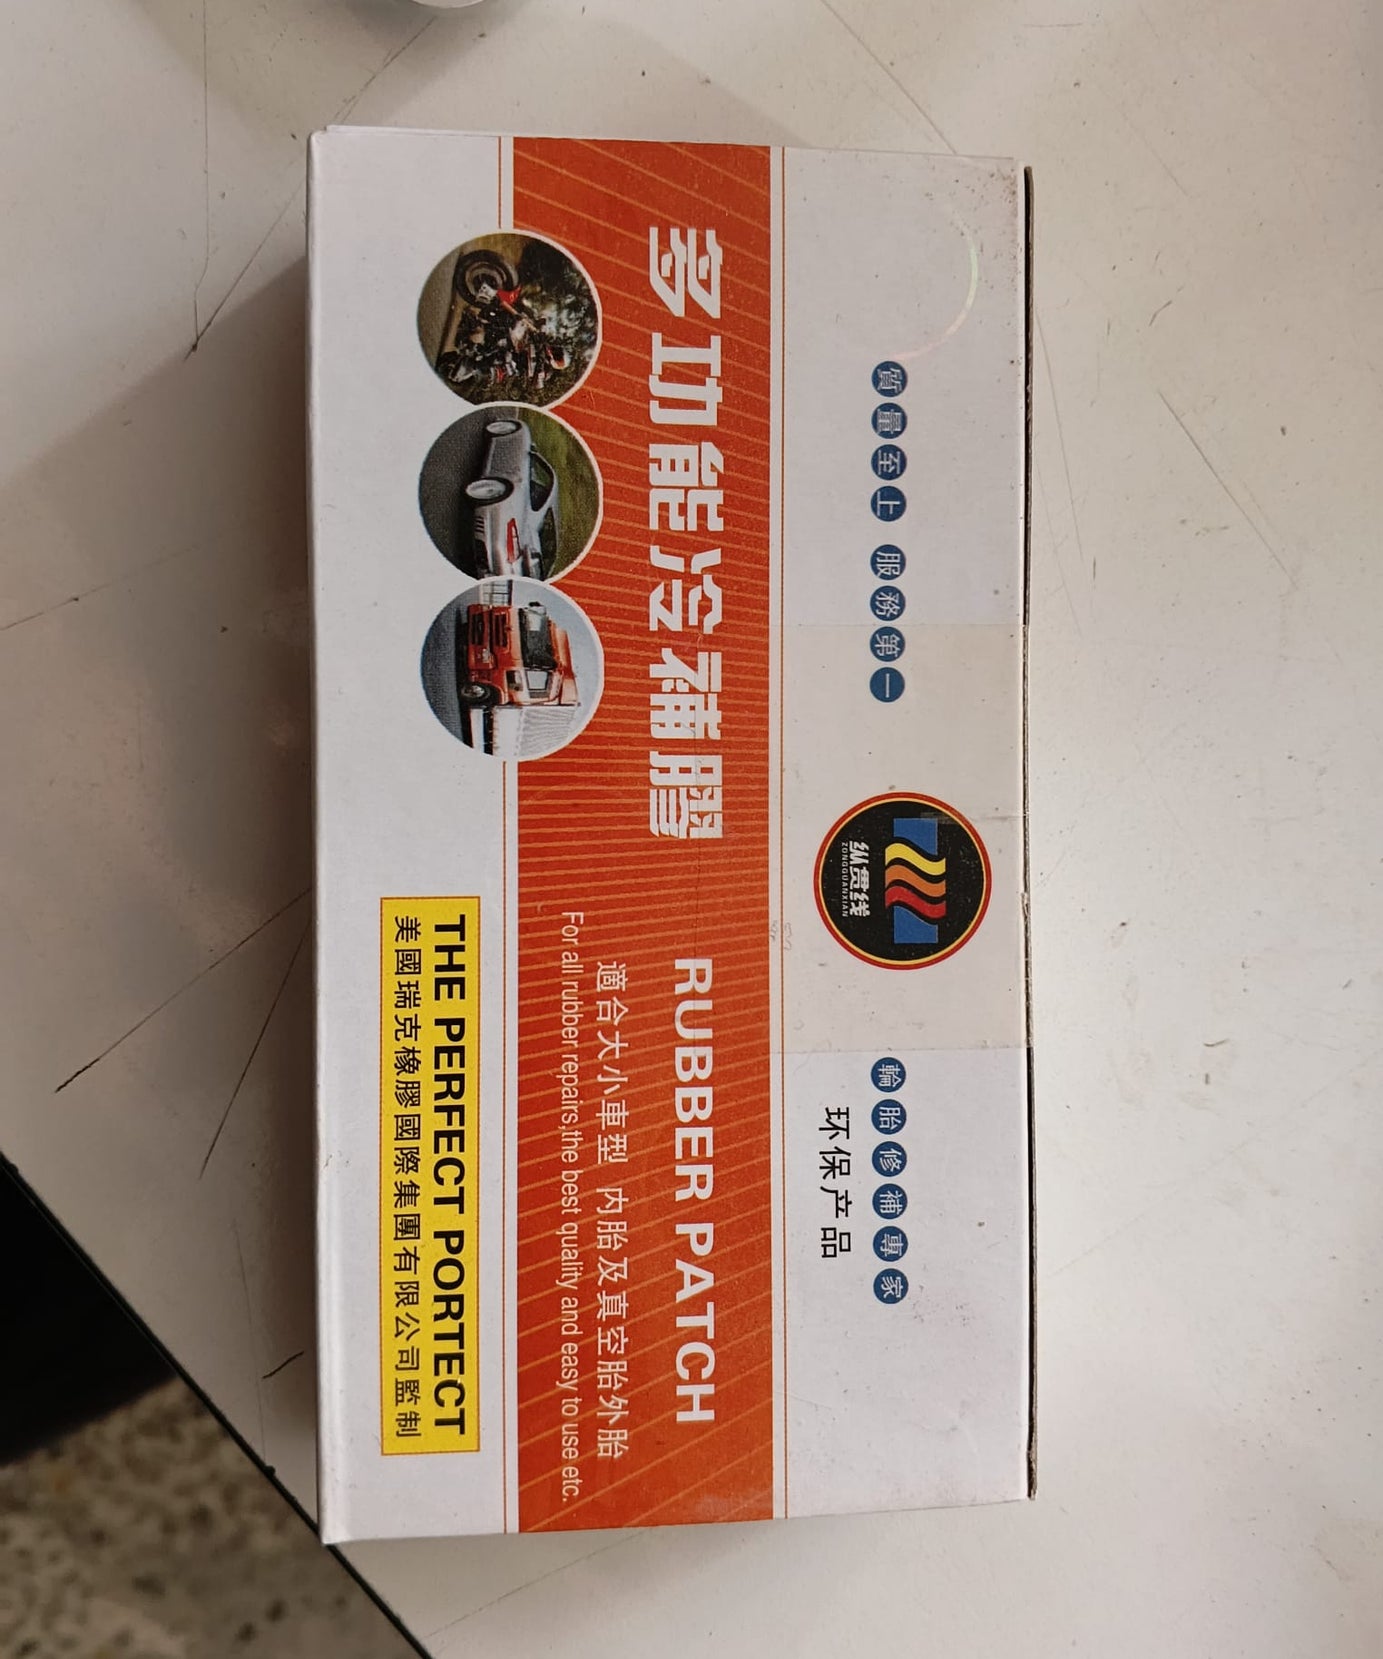 質量至上 服務第一
纵贯线
ZONGGUANXIAN
輪胎修補專家
环保产品
多功能冷補膠
RUBBER PATCH
適合大小車型 内胎及真空胎外胎
For all rubber repairs,the best quality and easy to use etc.
THE PERFECT PORTECT
美國瑞克橡膠國際集團有限公司監制